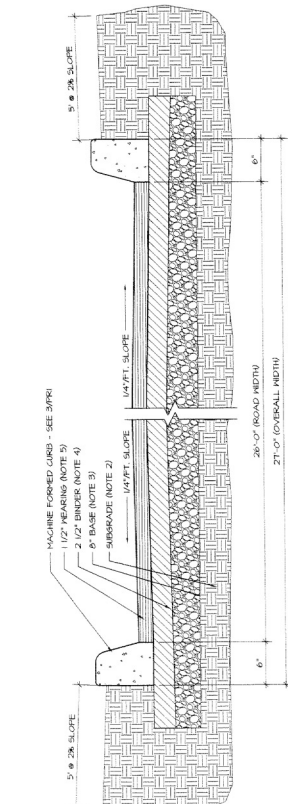 5' @ 2% SLOPE
MACHINE FORMED CURB - SEE 3/PR1
1 1/2" WEARING (NOTE 5)
2 1/2" BINDER (NOTE 4)
8" BASE (NOTE 3)
SUBGRADE (NOTE 2)
1/4"/FT. SLOPE
1/4"/FT. SLOPE
5' @ 2% SLOPE
6"
26'-0" (ROAD WIDTH)
6"
27'-0" (OVERALL WIDTH)